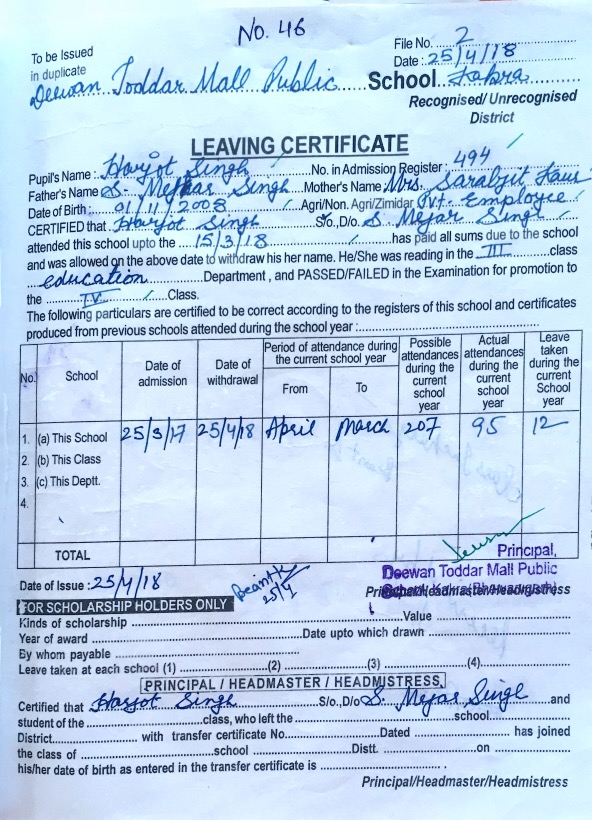 No. 46
To be Issued
in duplicate
File No. 2
Date : 25/4/18
Deewan Toddar Mall Public School Kakra
Recognised/Unrecognised
District
LEAVING CERTIFICATE
Pupil's Name : Harjot Singh No. in Admission Register : 494
Father's Name S. Mejar Singh Mother's Name Mrs. Sarabjit Kaur
Date of Birth : 01/1/2008 Agri/Non. Agri/Zimidar Pvt. Employee
CERTIFIED that Harjot Singh S/o,.D/o. S. Mejar Singh
attended this school upto the 15/3/18 has paid all sums due to the school
and was allowed on the above date to withdraw his her name. He/She was reading in the III class
education Department , and PASSED/FAILED in the Examination for promotion to
the IV Class.
The following particulars are certified to be correct according to the registers of this school and certificates
produced from previous schools attended during the school year :
No. School Date of admission Date of withdrawal Period of attendance during the current school year From To Possible attendances during the current school year Actual attendances during the current school year Leave taken during the current School year
1. (a) This School 25/3/17 25/4/18 April March 207 95 12
2. (b) This Class
3. (c) This Deptt.
4.
TOTAL
Principal,
Deewan Toddar Mall Public
Date of Issue : 25/4/18 25/4 Principal/Headmaster/Headmistress
FOR SCHOLARSHIP HOLDERS ONLY
Kinds of scholarship Value
Year of award Date upto which drawn
By whom payable
Leave taken at each school (1) (2) (3) (4)
PRINCIPAL / HEADMASTER / HEADMISTRESS,
Certified that Harjot Singh S/o.,D/o S. Mejar Singh and
student of the class, who left the school
District with transfer certificate No. Dated has joined
the class of school Distt. on
his/her date of birth as entered in the transfer certificate is
Principal/Headmaster/Headmistress